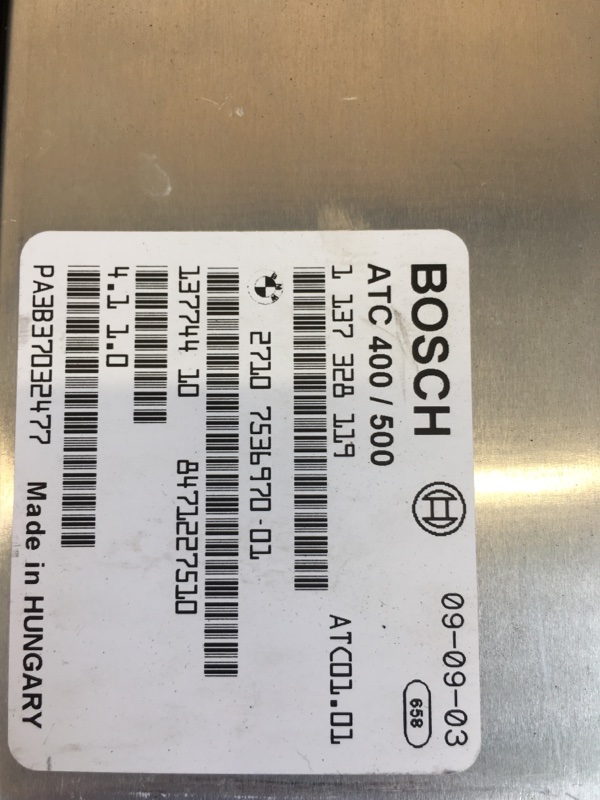 BOSCH 09-09-03
ATC 400 / 500 658
1 137 328 119 ATC01.01
2710 7536970-01
137744 10 8471227510
4.1 1.0
PA3B37032477 Made in HUNGARY